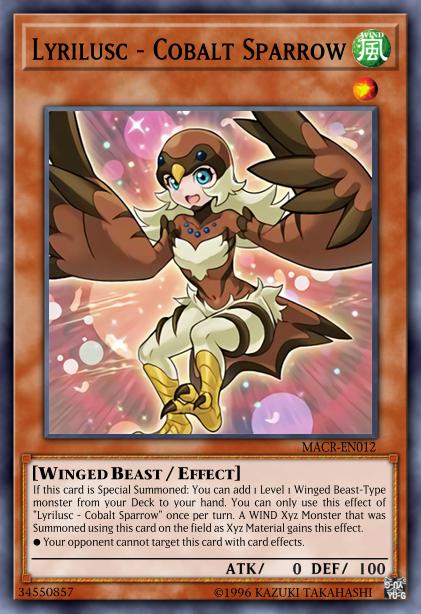 LYRILUSC - COBALT SPARROW
WIND
風
MACR-EN012
[WINGED BEAST / EFFECT]
If this card is Special Summoned: You can add 1 Level 1 Winged Beast-Type
monster from your Deck to your hand. You can only use this effect of
"Lyrilusc - Cobalt Sparrow" once per turn. A WIND Xyz Monster that was
Summoned using this card on the field as Xyz Material gains this effect.
● Your opponent cannot target this card with card effects.
ATK/ 0 DEF/ 100
34550857 ©1996 KAZUKI TAKAHASHI